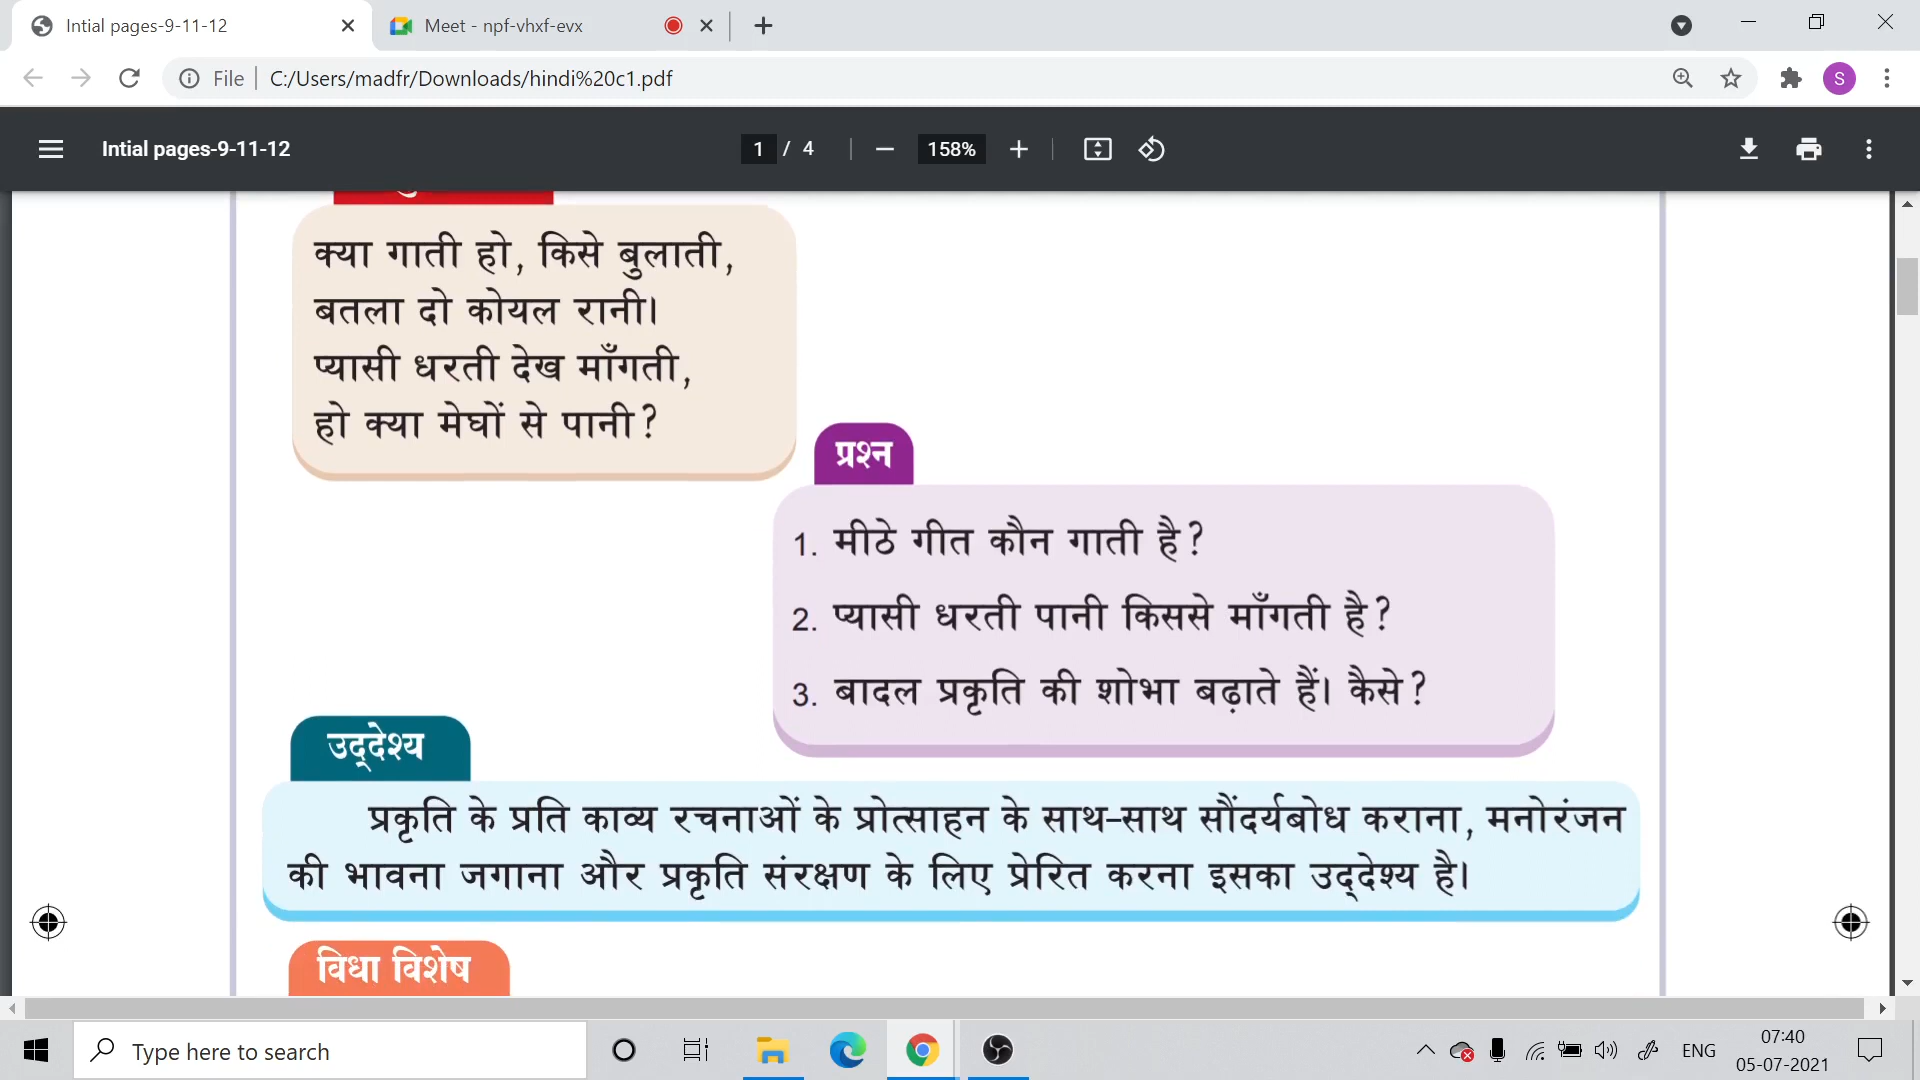 Intial pages-9-11-12
Meet - npf-vhxf-evx
File
C:/Users/madfr/Downloads/hindi%20c1.pdf
S
Intial pages-9-11-12
1 / 4
158%
क्या गाती हो, किसे बुलाती,
बतला दो कोयल रानी।
प्यासी धरती देख माँगती,
हो क्या मेघों से पानी?
प्रश्न
1. मीठे गीत कौन गाती है?
2. प्यासी धरती पानी किससे माँगती है?
3. बादल प्रकृति की शोभा बढ़ाते हैं। कैसे?
उद्‌देश्य
प्रकृति के प्रति काव्य रचनाओं के प्रोत्साहन के साथ-साथ सौंदर्यबोध कराना, मनोरंजन
की भावना जगाना और प्रकृति संरक्षण के लिए प्रेरित करना इसका उद्‌देश्य है।
विधा विशेष
Type here to search
ENG
07:40
05-07-2021